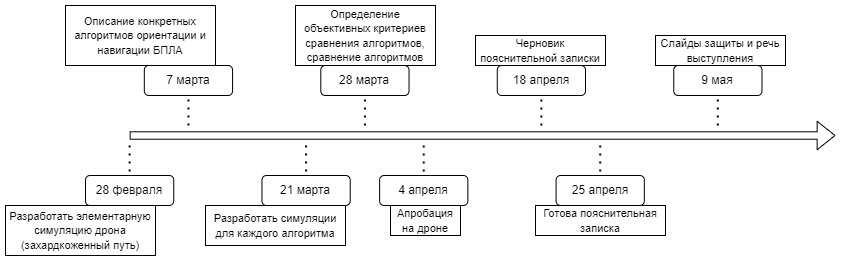 Описание конкретных
алгоритмов ориентации и
навигации БПЛА
7 марта
Определение
объективных критериев
сравнения алгоритмов,
сравнение алгоритмов
28 марта
Черновик
пояснительной записки
18 апреля
Слайды защиты и речь
выступления
9 мая
28 февраля
Разработать элементарную
симуляцию дрона
(захардкоженный путь)
21 марта
Разработать симуляции
для каждого алгоритма
4 апреля
Апробация
на дроне
25 апреля
Готова пояснительная
записка